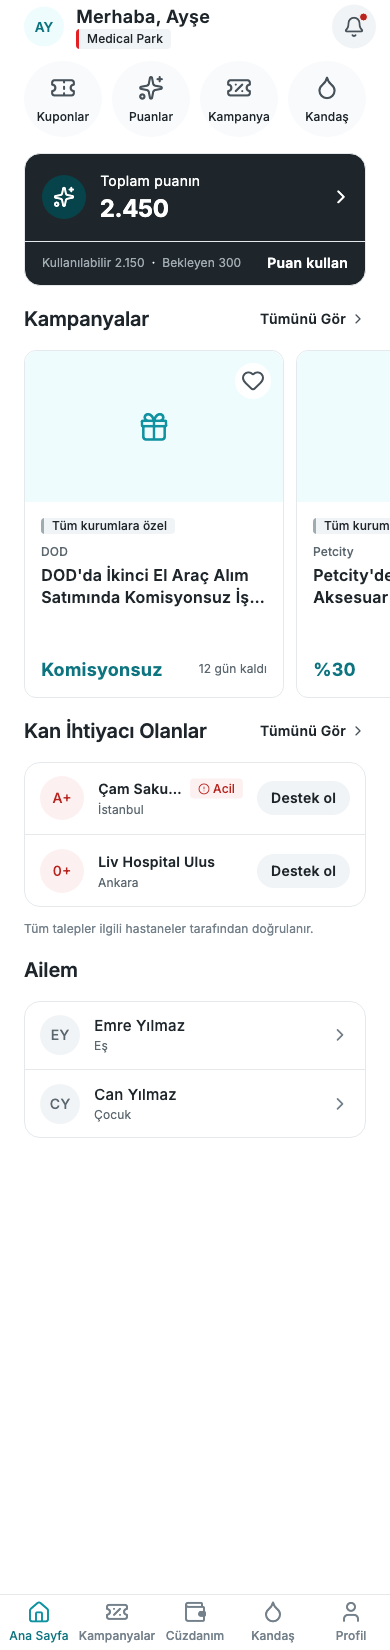 AY
Merhaba, Ayşe
Medical Park
Kuponlar
Puanlar
Kampanya
Kandaş
Toplam puanın
2.450
Kullanılabilir 2.150 · Bekleyen 300
Puan kullan
Kampanyalar
Tümünü Gör
Tüm kurumlara özel
DOD
DOD'da İkinci El Araç Alım
Satımında Komisyonsuz İş...
Komisyonsuz
12 gün kaldı
Tüm kurum
Petcity
Petcity'de
Aksesuar
%30
Kan İhtiyacı Olanlar
Tümünü Gör
A+
Çam Saku...
Acil
İstanbul
Destek ol
0+
Liv Hospital Ulus
Ankara
Destek ol
Tüm talepler ilgili hastaneler tarafından doğrulanır.
Ailem
EY
Emre Yılmaz
Eş
CY
Can Yılmaz
Çocuk
Ana Sayfa
Kampanyalar
Cüzdanım
Kandaş
Profil